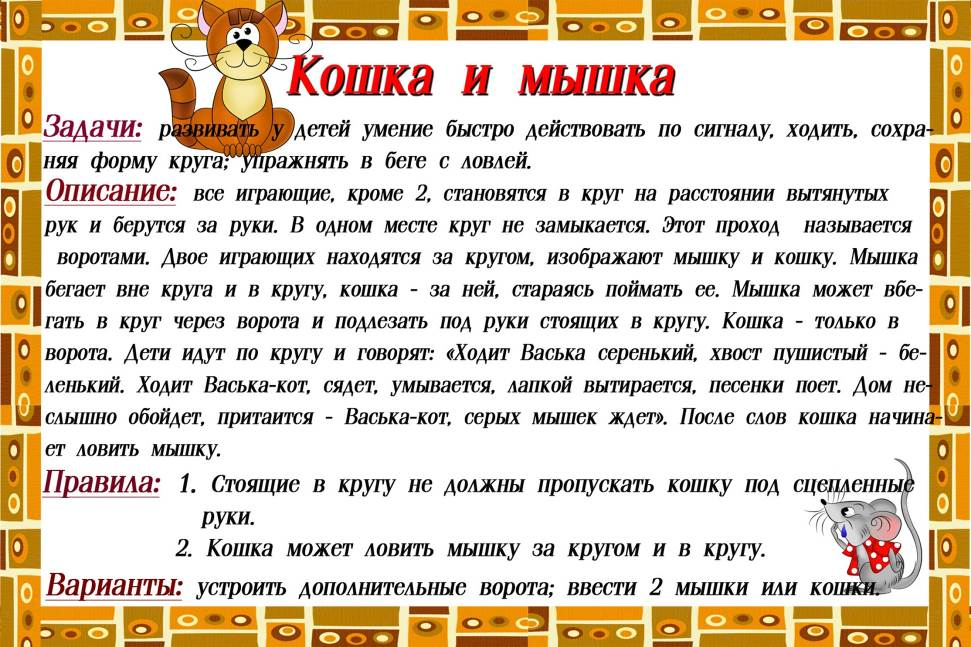 Кошка и мышка
Задачи: развивать у детей умение быстро действовать по сигналу, ходить, сохра-
няя форму круга; упражнять в беге с ловлей.
Описание: все играющие, кроме 2, становятся в круг на расстоянии вытянутых
рук и берутся за руки. В одном месте круг не замыкается. Этот проход называется
воротами. Двое играющих находятся за кругом, изображают мышку и кошку. Мышка
бегает вне круга и в кругу, кошка - за ней, стараясь поймать ее. Мышка может вбе-
гать в круг через ворота и подлезать под руки стоящих в кругу. Кошка - только в
ворота. Дети идут по кругу и говорят: «Ходит Васька серенький, хвост пушистый - бе-
ленький. Ходит Васька-кот, сядет, умывается, лапкой вытирается, песенки поет. Дом не-
слышно обойдет, притаится - Васька-кот, серых мышек ждет». После слов кошка начина-
ет ловить мышку.
Правила: 1. Стоящие в кругу не должны пропускать кошку под сцепленные
руки.
2. Кошка может ловить мышку за кругом и в кругу.
Варианты: устроить дополнительные ворота; ввести 2 мышки или кошки.